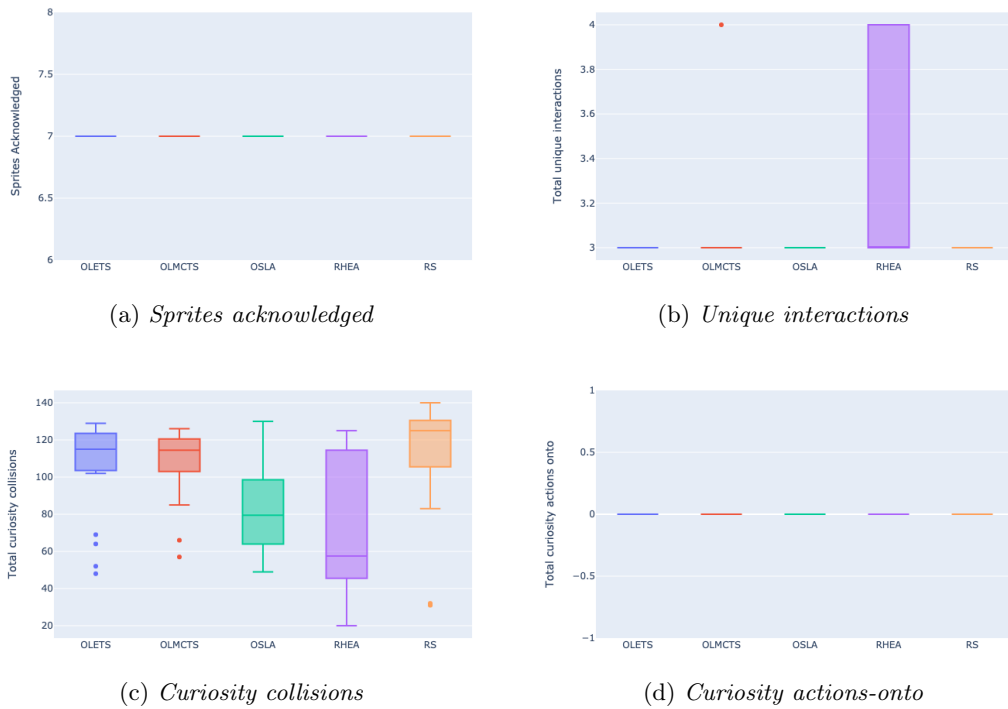 8
7.5
7
6.5
6
Sprites Acknowledged
OLETS OLMCTS OSLA RHEA RS
(a) Sprites acknowledged
4
3.8
3.6
3.4
3.2
3
Total unique interactions
OLETS OLMCTS OSLA RHEA RS
(b) Unique interactions
140
120
100
80
60
40
20
Total curiosity collisions
OLETS OLMCTS OSLA RHEA RS
(c) Curiosity collisions
1
0.5
0
−0.5
−1
Total curiosity actions onto
OLETS OLMCTS OSLA RHEA RS
(d) Curiosity actions-onto